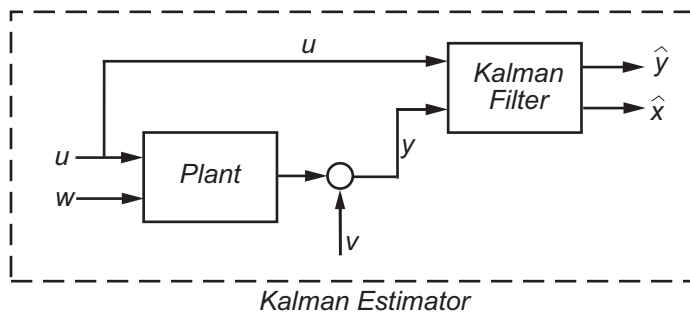 u
Kalman
Filter
ŷ
x̂
y
u
Plant
w
v
Kalman Estimator